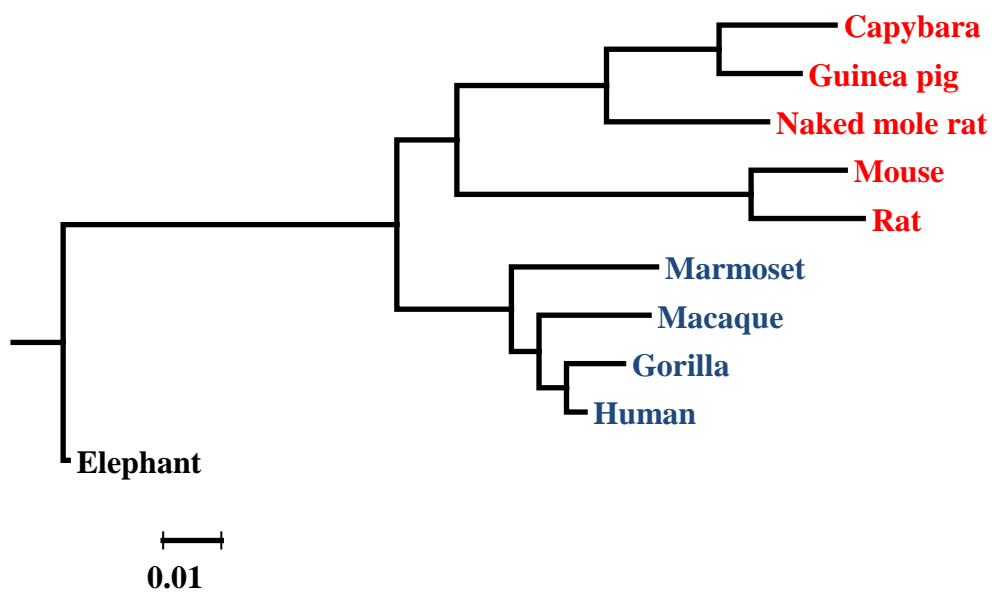 Capybara
Guinea pig
Naked mole rat
Mouse
Rat
Marmoset
Macaque
Gorilla
Human
Elephant
0.01